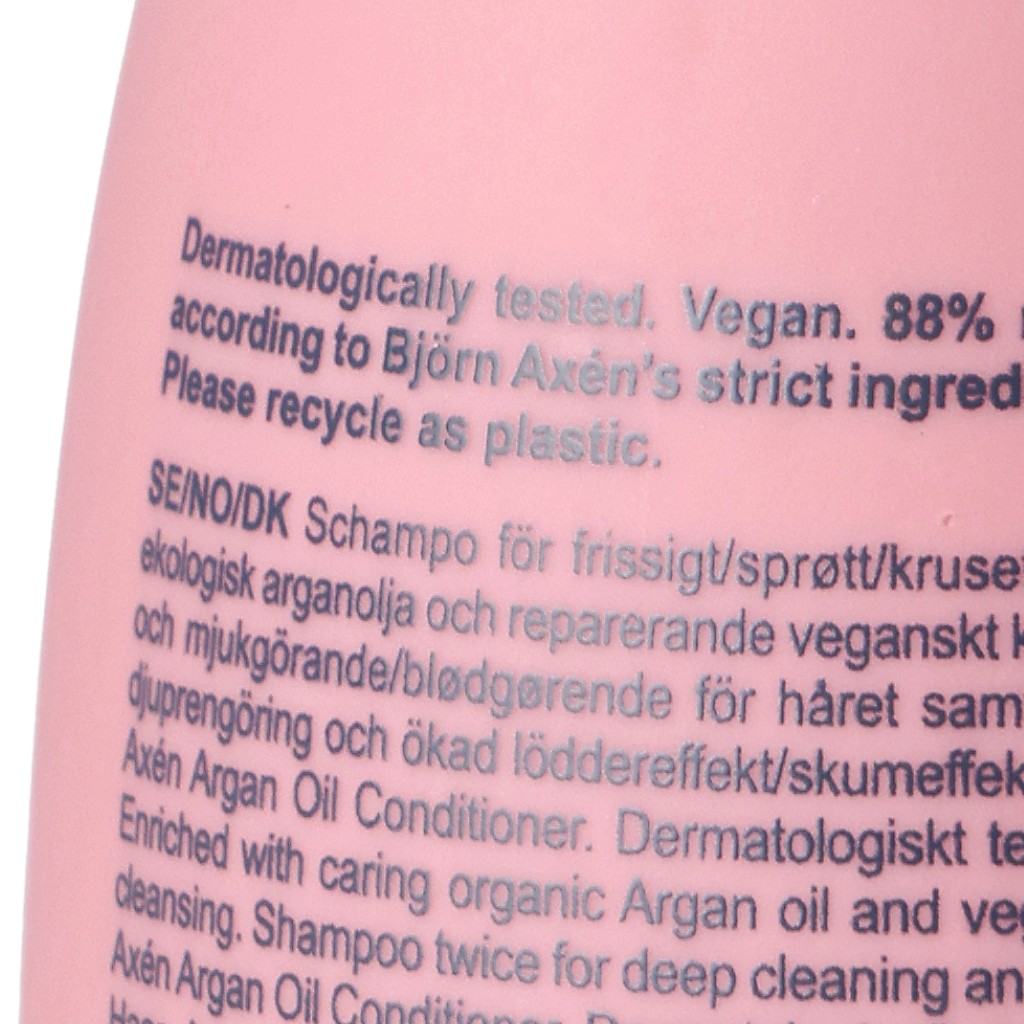 Dermatologically tested. Vegan. 88%
according to Björn Axén's strict ingred
Please recycle as plastic.
SE/NO/DK Schampo för frissigt/sprøtt/kruse
ekologisk arganolja och reparerande veganskt k
och mjukgörande/blødgørende för håret sam
djuprengöring och ökad löddereffekt/skumeffek
Axén Argan Oil Conditioner. Dermatologiskt te
Enriched with caring organic Argan oil and veg
cleansing. Shampoo twice for deep cleaning an
Axén Argan Oil Conditioner.